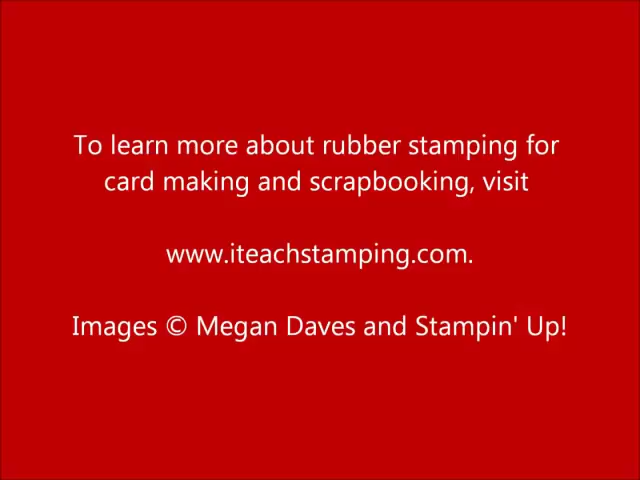 To learn more about rubber stamping for
card making and scrapbooking, visit
www.iteachstamping.com.
Images © Megan Daves and Stampin' Up!